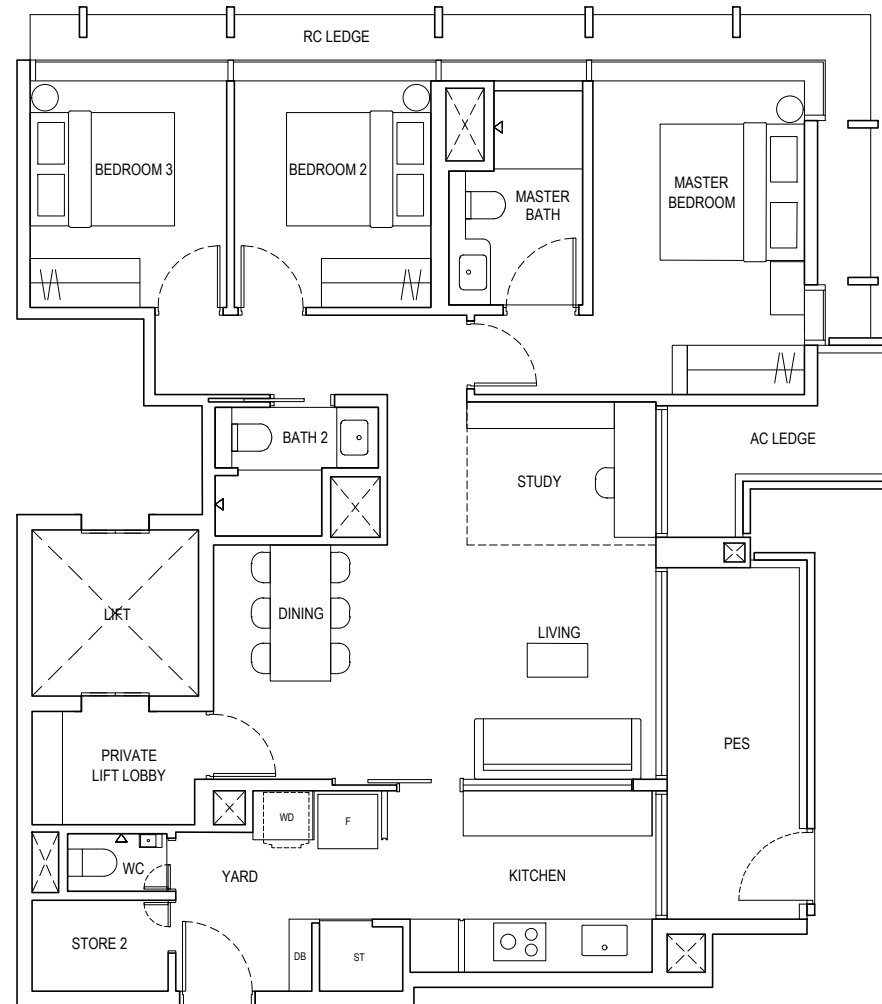 RC LEDGE
BEDROOM 3
BEDROOM 2
MASTER
BATH
MASTER
BEDROOM
BATH 2
STUDY
AC LEDGE
LIFT
DINING
LIVING
PRIVATE
LIFT LOBBY
PES
WD
F
WC
YARD
KITCHEN
STORE 2
DB
ST